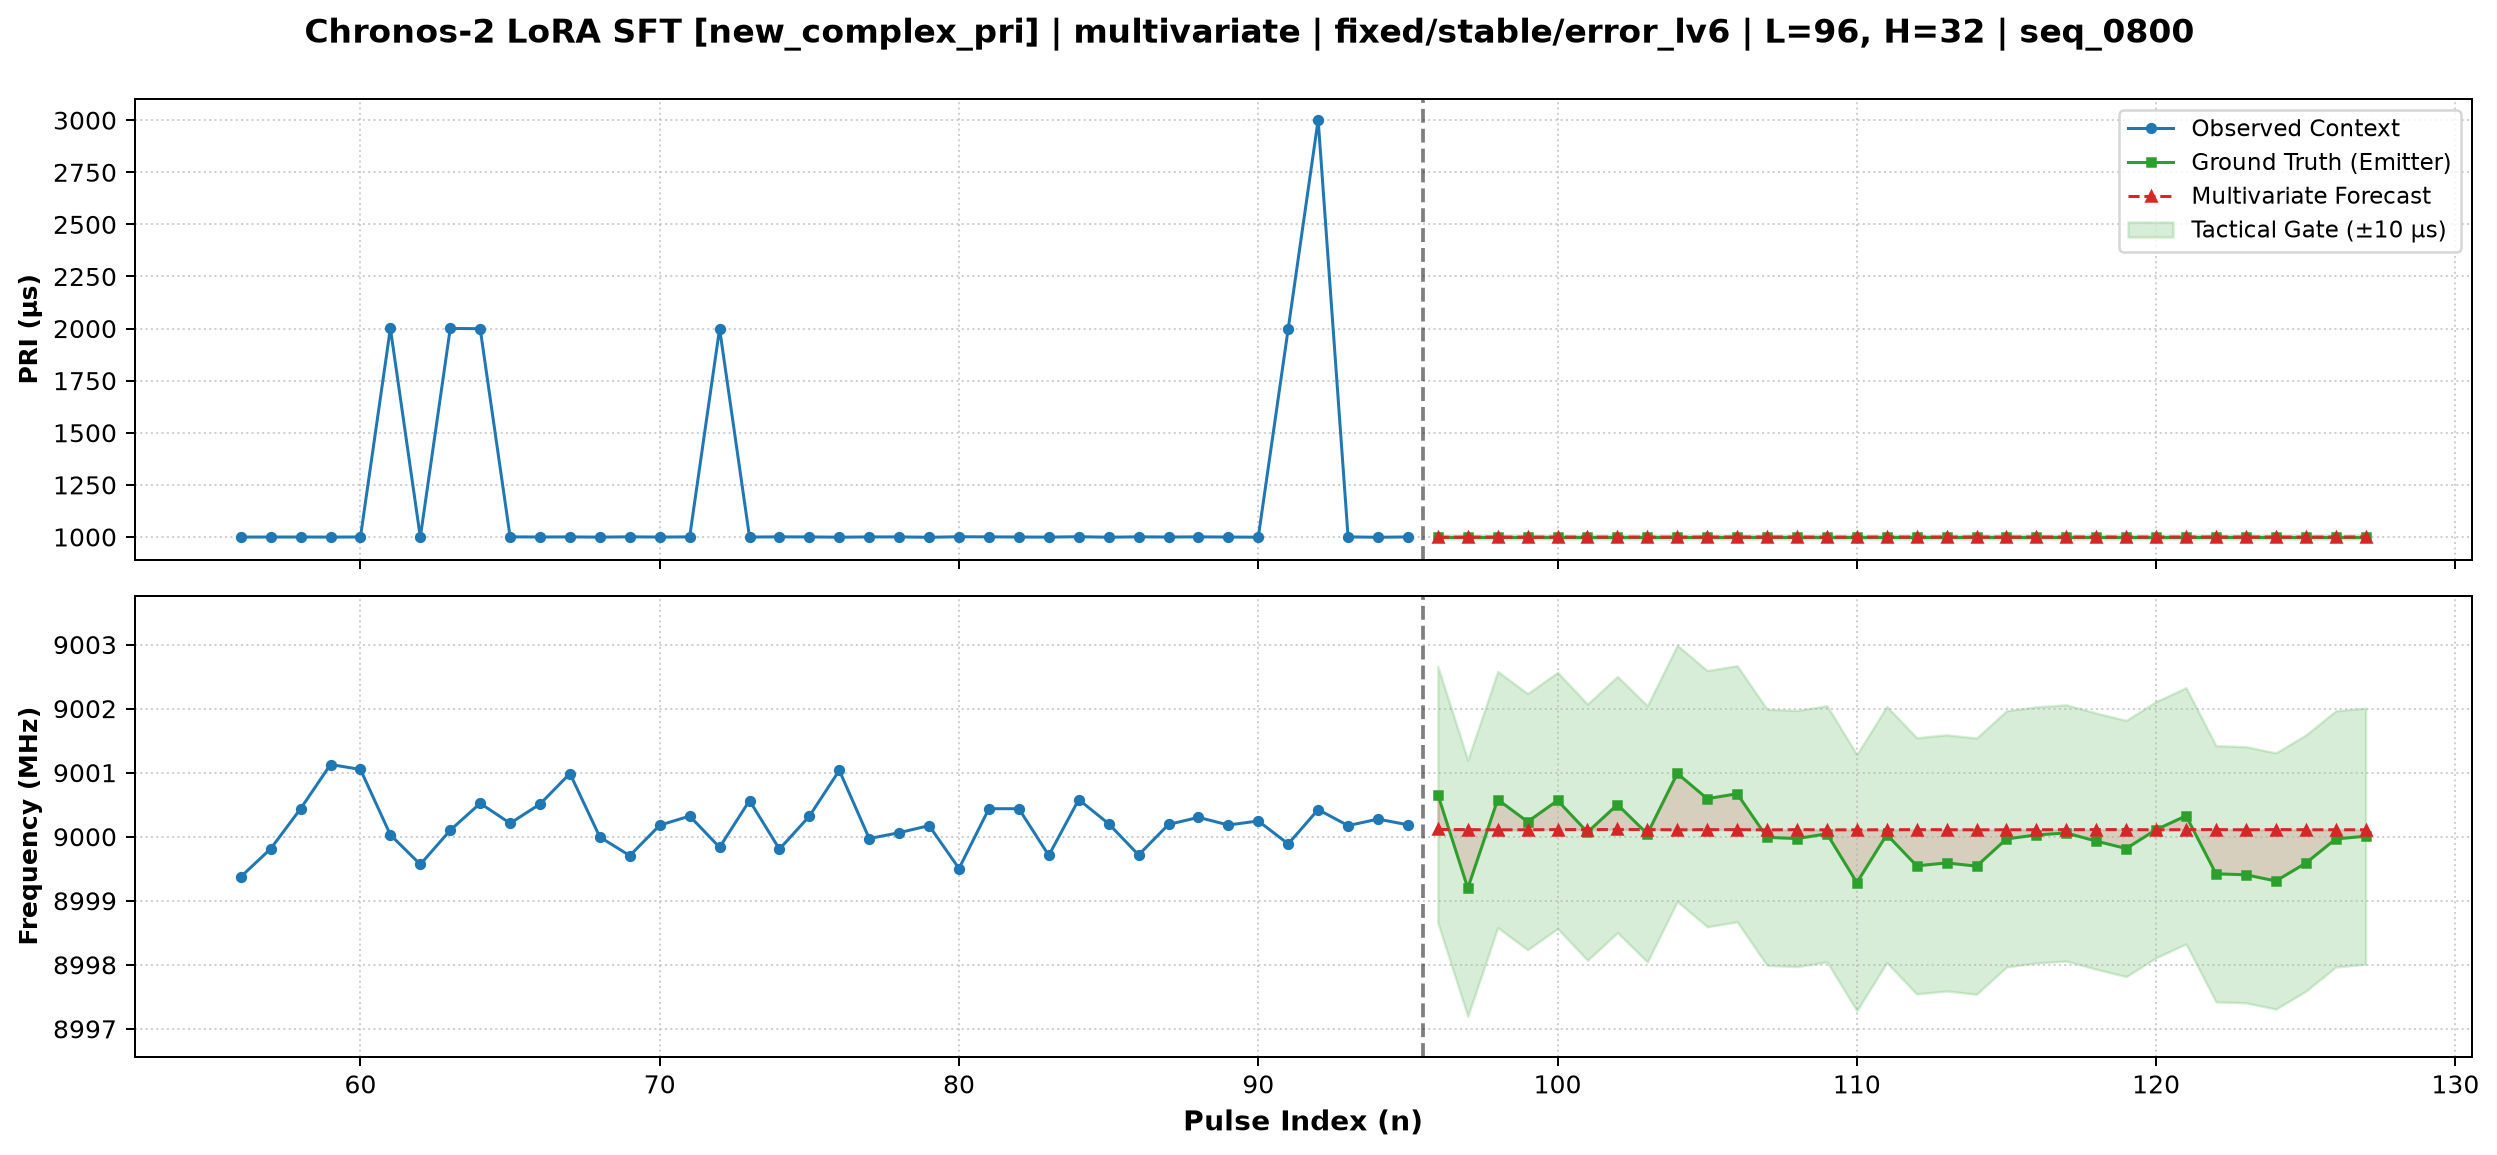 Chronos-2 LoRA SFT [new_complex_pri] | multivariate | fixed/stable/error_lv6 | L=96, H=32 | seq_0800
3000
2750
2500
2250
2000
1750
1500
1250
1000
PRI (µs)
Observed Context
Ground Truth (Emitter)
Multivariate Forecast
Tactical Gate (±10 µs)
9003
9002
9001
9000
8999
8998
8997
Frequency (MHz)
60 70 80 90 100 110 120 130
Pulse Index (n)